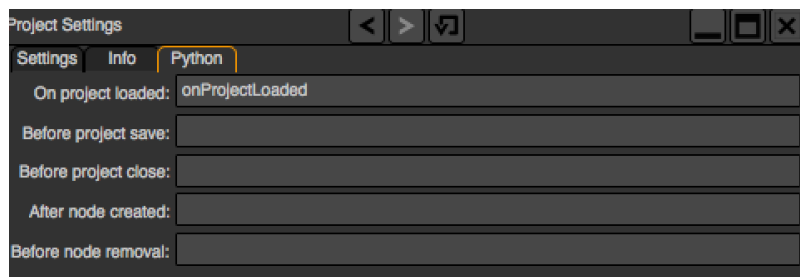 Project Settings
Settings Info Python
On project loaded: onProjectLoaded
Before project save:
Before project close:
After node created:
Before node removal: